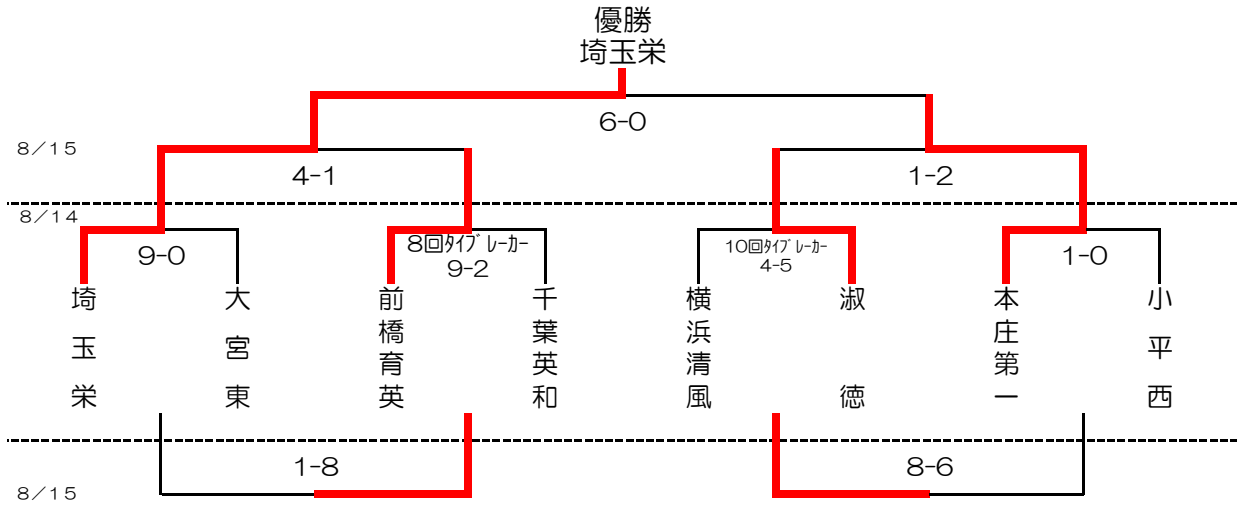 優勝
埼玉栄
6-0
8/15
4-1
1-2
8/14
9-0
8回ﾀｲﾌﾞﾚｰｶｰ
9-2
10回ﾀｲﾌﾞﾚｰｶｰ
4-5
1-0
埼玉栄
大宮東
前橋育英
千葉英和
横浜清風
淑徳
本庄第一
小平西
1-8
8-6
8/15